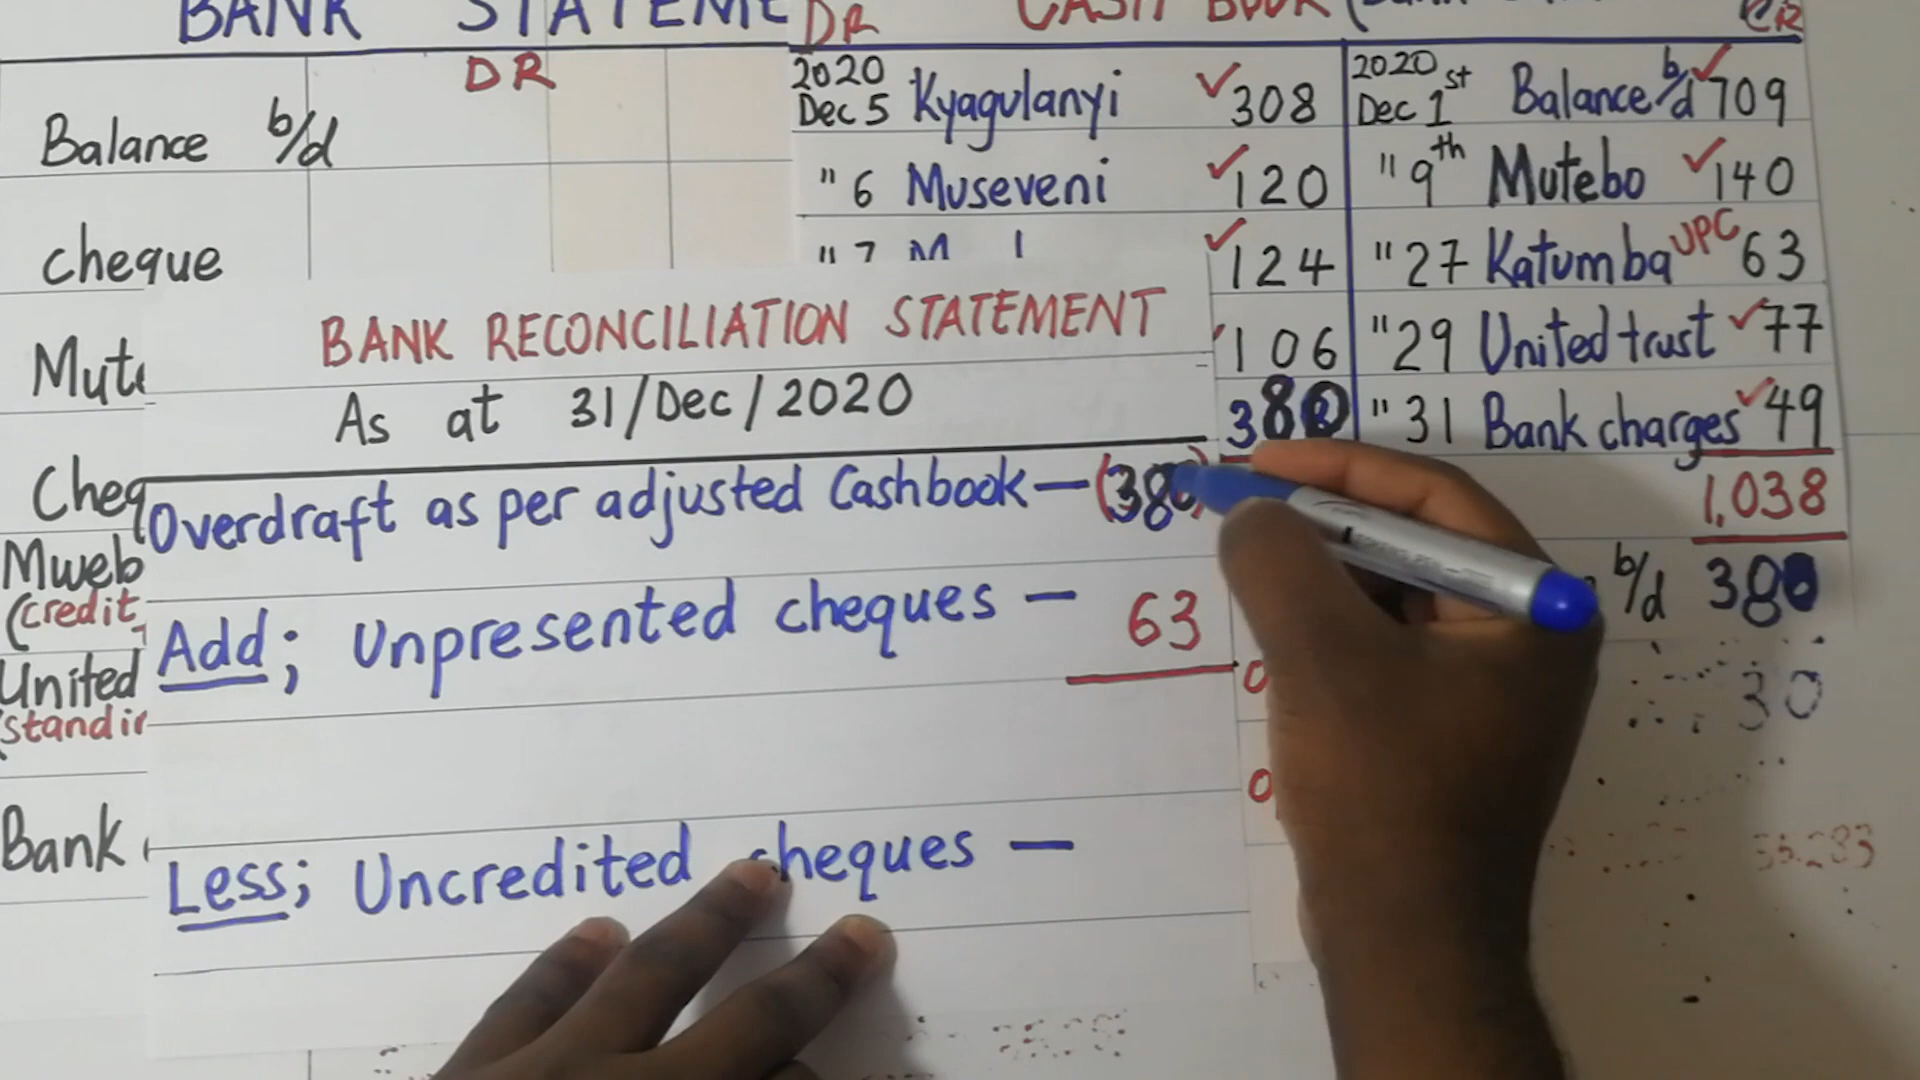 BANK STATEME
DR
Balance b/d
cheque
Mut
Cheq
Mweb
(credit
United
standi
Bank
DR CASH BOOK CR
2020
Dec 5 Kyagulanyi ✓308
" 6 Museveni ✓120
" 7 ✓124
106
380
2020
Dec 1st Balance b/d ✓709
" 9th Mutebo ✓140
" 27 Katumba UPC 63
" 29 United trust ✓77
" 31 Bank charges ✓49
1,038
b/d 380
BANK RECONCILIATION STATEMENT
As at 31/Dec/2020
Overdraft as per adjusted Cashbook — (380)
Add; Unpresented cheques — 63
Less; Uncredited cheques —